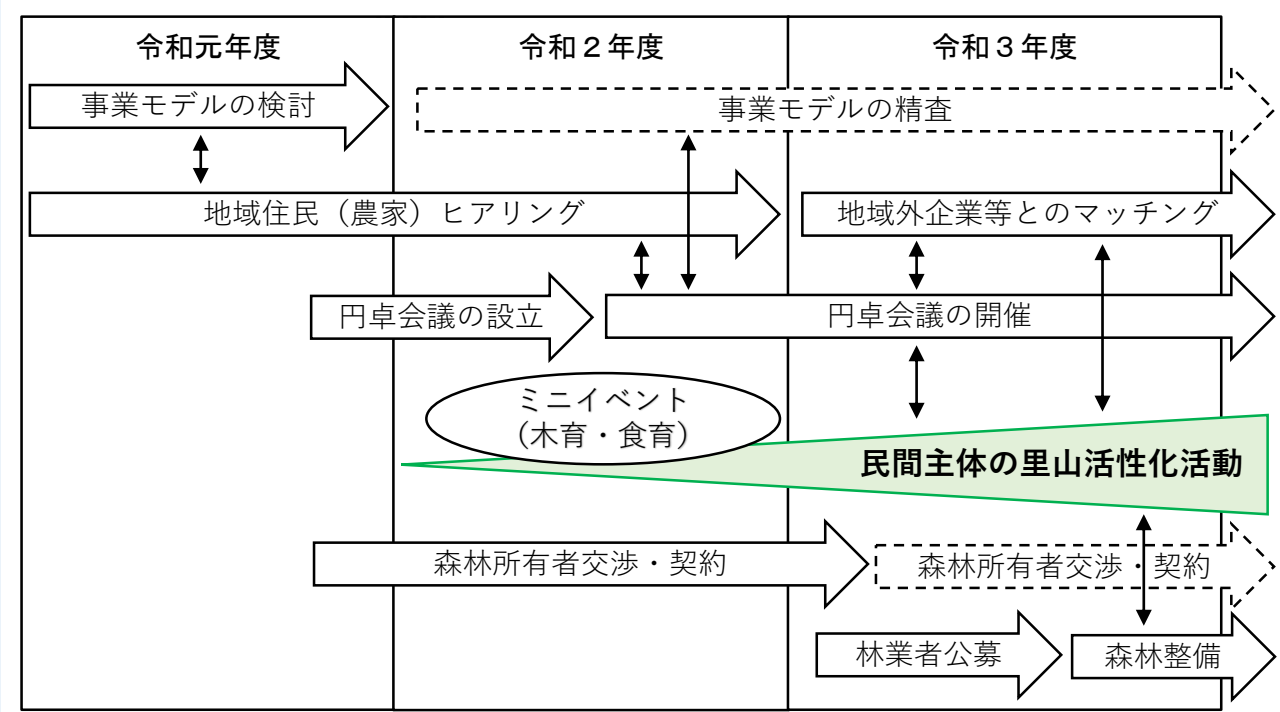 令和元年度
令和２年度
令和３年度
事業モデルの検討
事業モデルの精査
地域住民（農家）ヒアリング
地域外企業等とのマッチング
円卓会議の設立
円卓会議の開催
ミニイベント
（木育・食育）
民間主体の里山活性化活動
森林所有者交渉・契約
森林所有者交渉・契約
林業者公募
森林整備